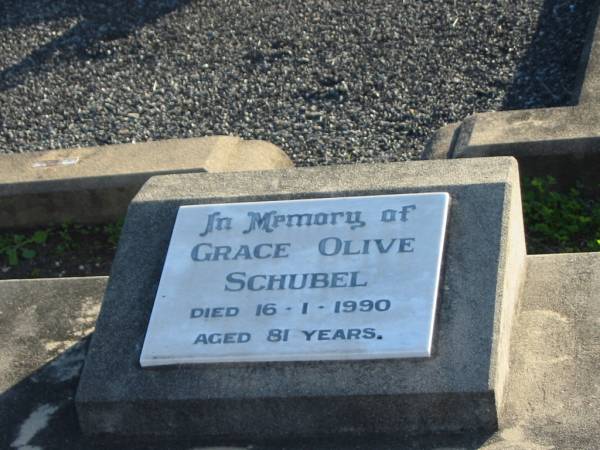 In Memory of
GRACE OLIVE
SCHUBEL
DIED 16 - 1 - 1990
AGED 81 YEARS.